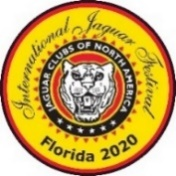 International Jaguar Festival
JAGUAR CLUBS OF NORTH AMERICA
Florida 2020